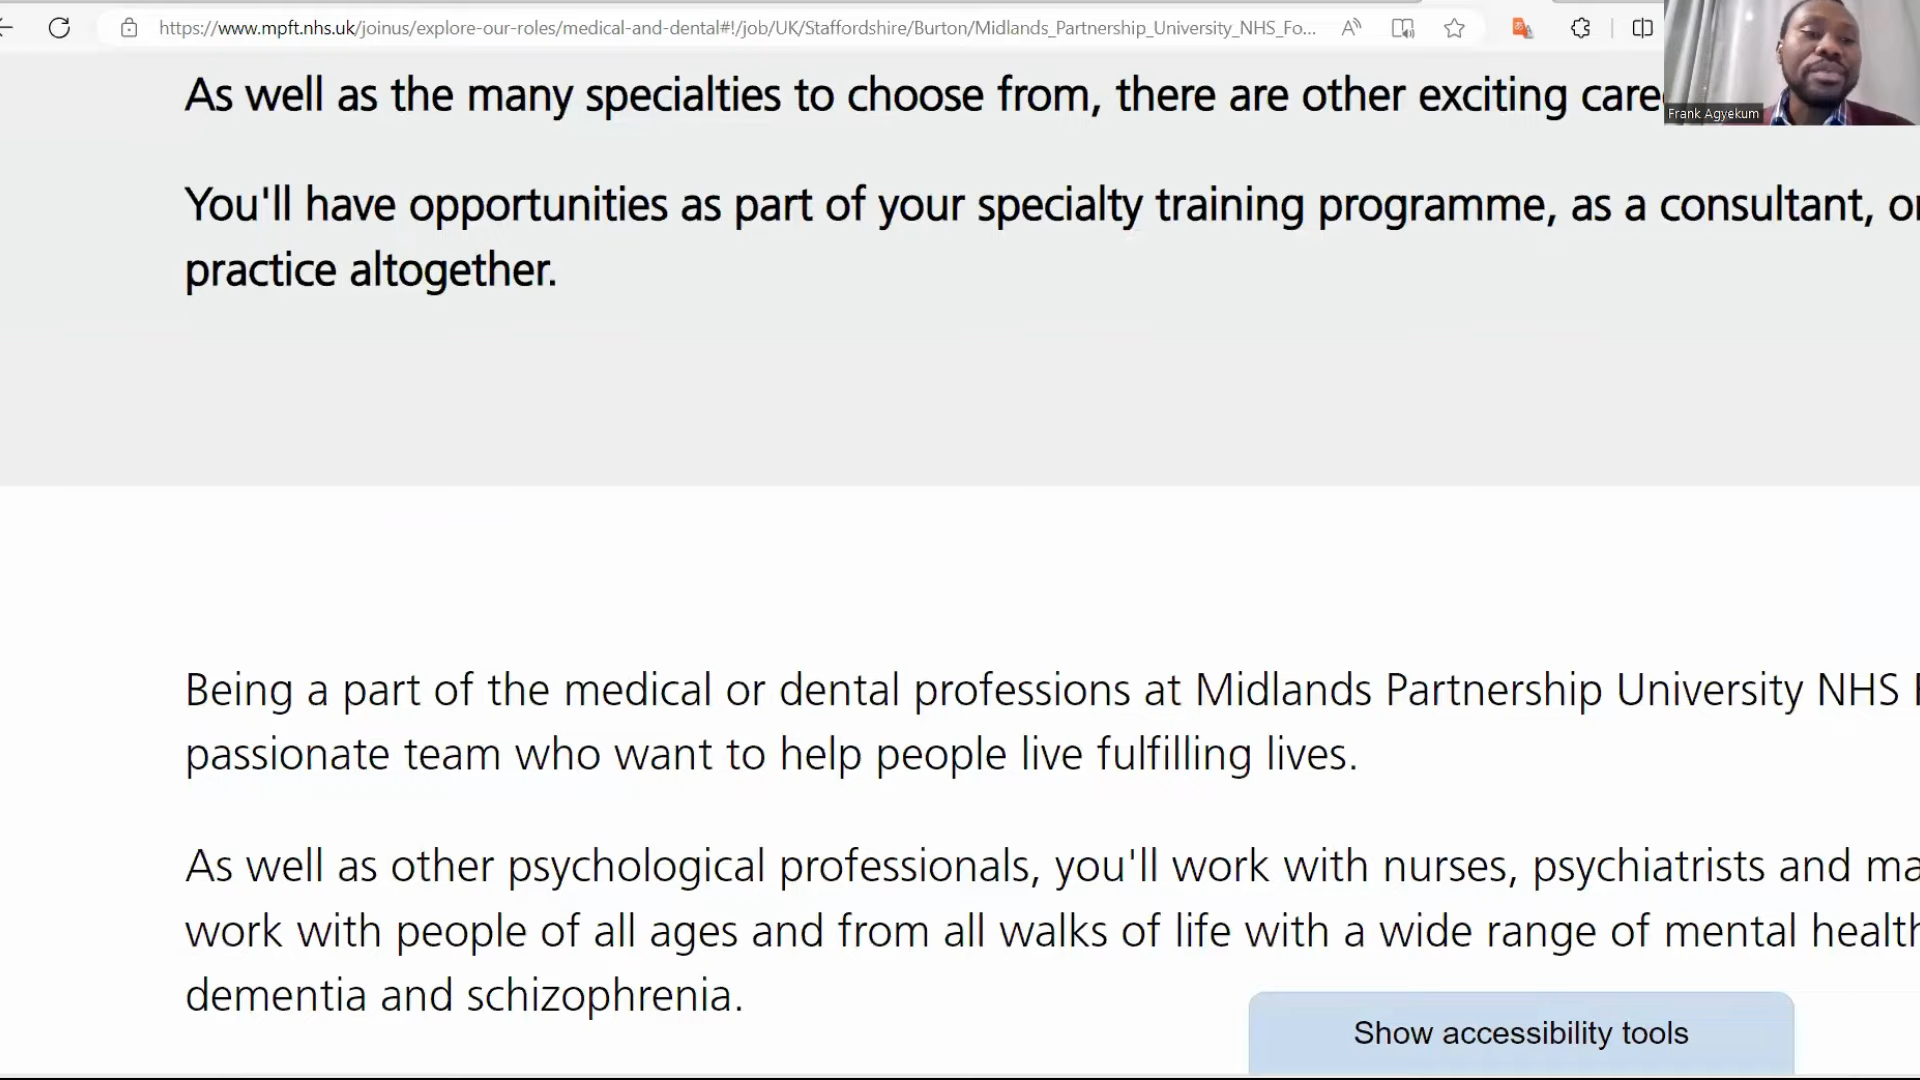 https://www.mpft.nhs.uk/joinus/explore-our-roles/medical-and-dental#!/job/UK/Staffordshire/Burton/Midlands_Partnership_University_NHS_Fo...
As well as the many specialties to choose from, there are other exciting caree
Frank Agyekum
You'll have opportunities as part of your specialty training programme, as a consultant, or
practice altogether.
Being a part of the medical or dental professions at Midlands Partnership University NHS F
passionate team who want to help people live fulfilling lives.
As well as other psychological professionals, you'll work with nurses, psychiatrists and ma
work with people of all ages and from all walks of life with a wide range of mental health
dementia and schizophrenia.
Show accessibility tools